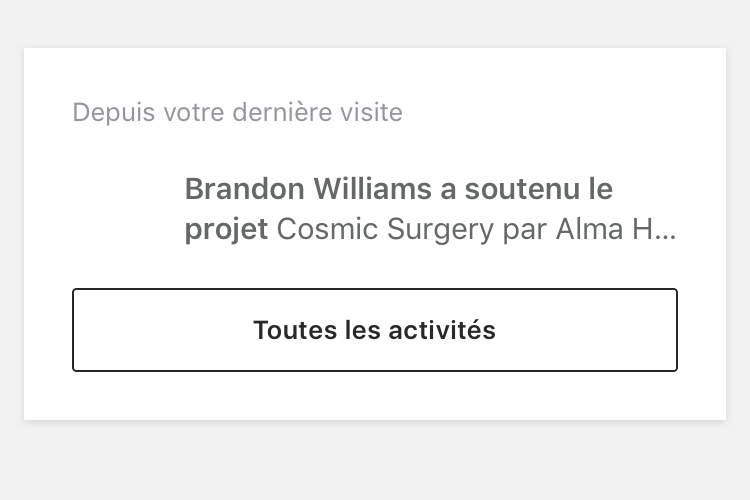 Depuis votre dernière visite
Brandon Williams a soutenu le
projet Cosmic Surgery par Alma H...
Toutes les activités